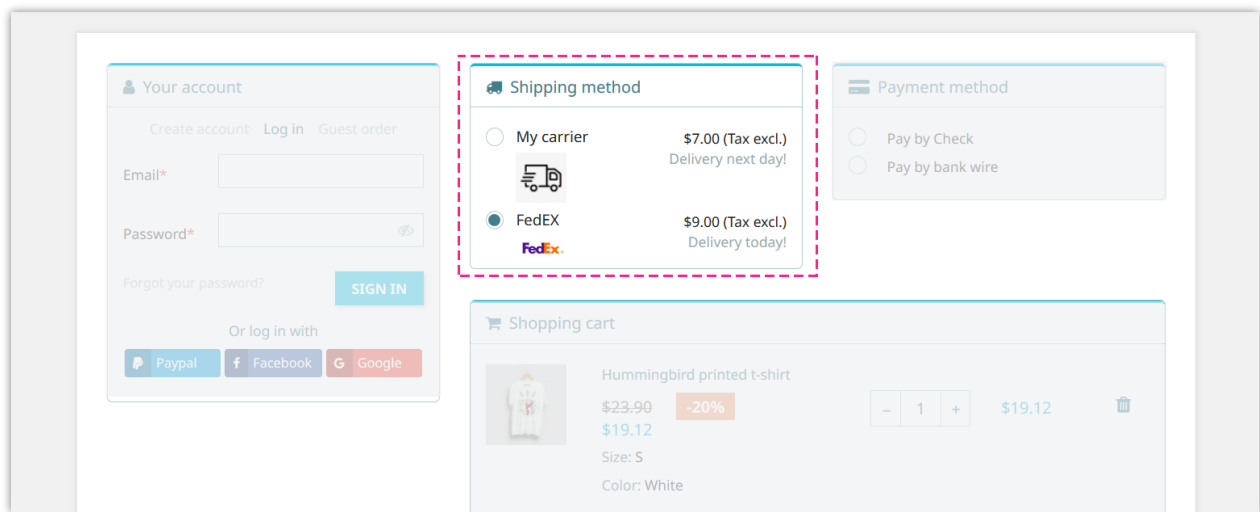 Your account
Create account Log in Guest order
Email*
Password*
Forgot your password?
SIGN IN
Or log in with
Paypal Facebook Google
Shipping method
My carrier $7.00 (Tax excl.)
Delivery next day!
FedEX $9.00 (Tax excl.)
FedEx. Delivery today!
Payment method
Pay by Check
Pay by bank wire
Shopping cart
Hummingbird printed t-shirt
$23.90 -20%
$19.12
– 1 + $19.12
Size: S
Color: White